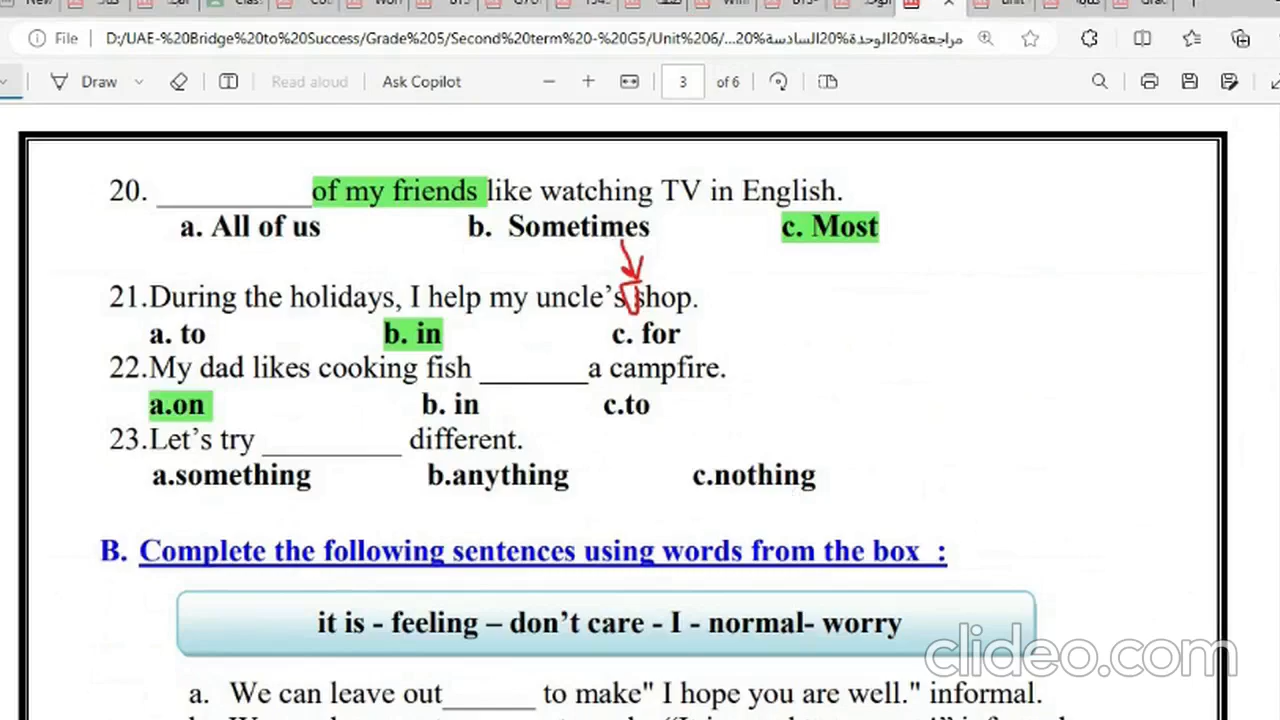 File D:/UAE-%20Bridge%20to%20Success/Grade%205/Second%20term%20-%20G5/Unit%206/...20%مراجعة%20الوحدة%20السادسة
Draw Read aloud Ask Copilot 3 of 6
20. __________ of my friends like watching TV in English.
a. All of us b. Sometimes c. Most
21.During the holidays, I help my uncle's shop.
a. to b. in c. for
22.My dad likes cooking fish _______a campfire.
a.on b. in c.to
23.Let's try _________ different.
a.something b.anything c.nothing
B. Complete the following sentences using words from the box :
it is - feeling – don't care - I - normal- worry
clideo.com
a. We can leave out______ to make" I hope you are well." informal.